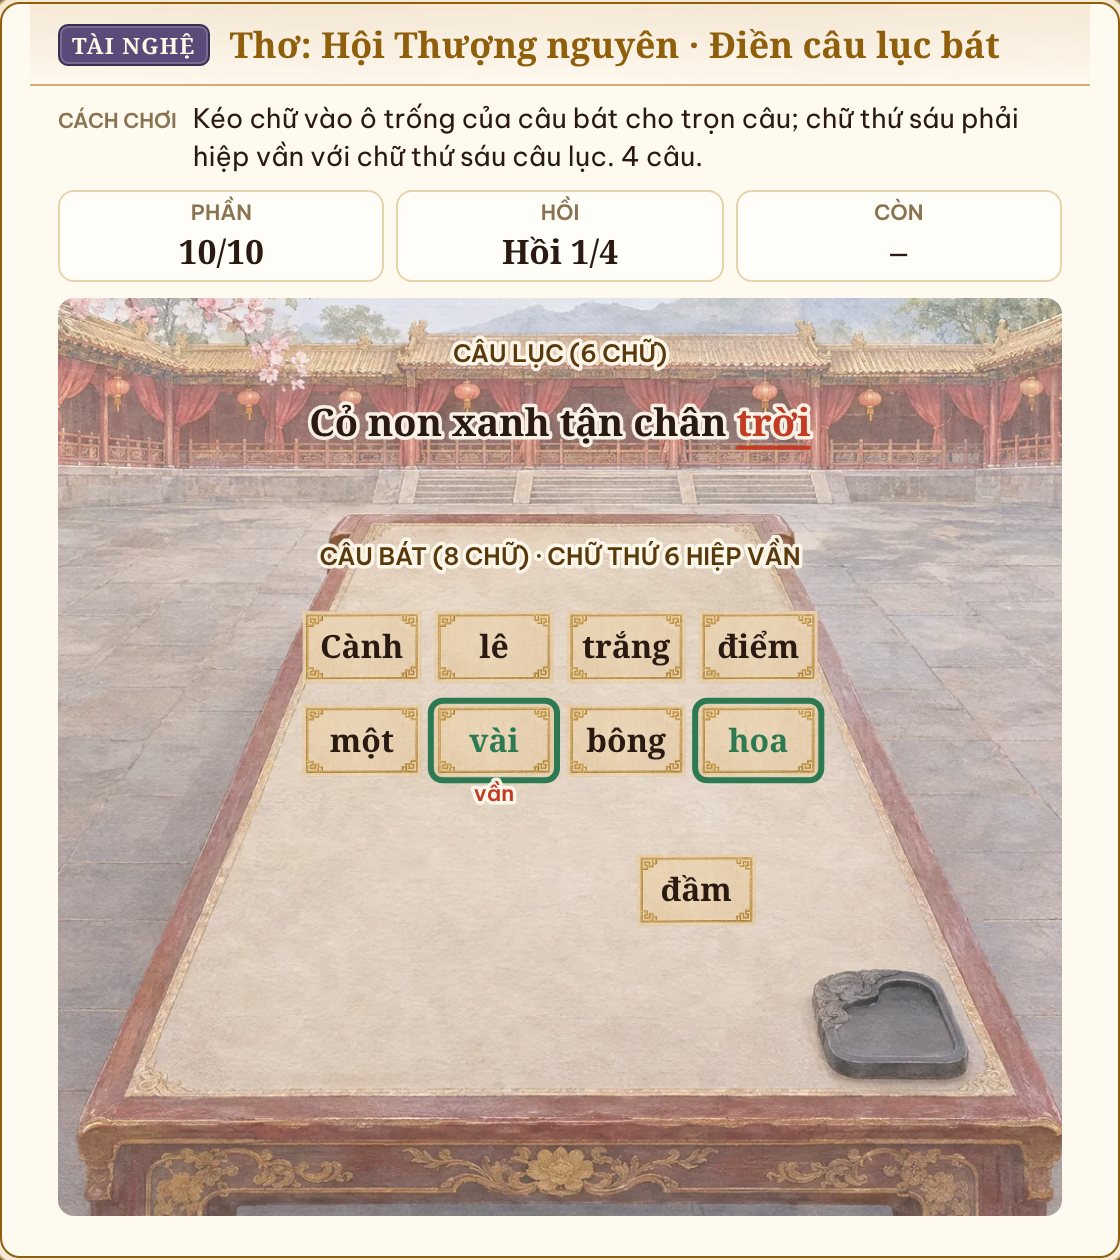 TÀI NGHỆ Thơ: Hội Thượng nguyên · Điền câu lục bát
CÁCH CHƠI Kéo chữ vào ô trống của câu bát cho trọn câu; chữ thứ sáu phải
hiệp vần với chữ thứ sáu câu lục. 4 câu.
PHẦN HỒI CÒN
10/10 Hồi 1/4 –
CÂU LỤC (6 CHỮ)
Cỏ non xanh tận chân trời
CÂU BÁT (8 CHỮ) · CHỮ THỨ 6 HIỆP VẦN
Cành lê trắng điểm
một vài bông hoa
vần
đầm